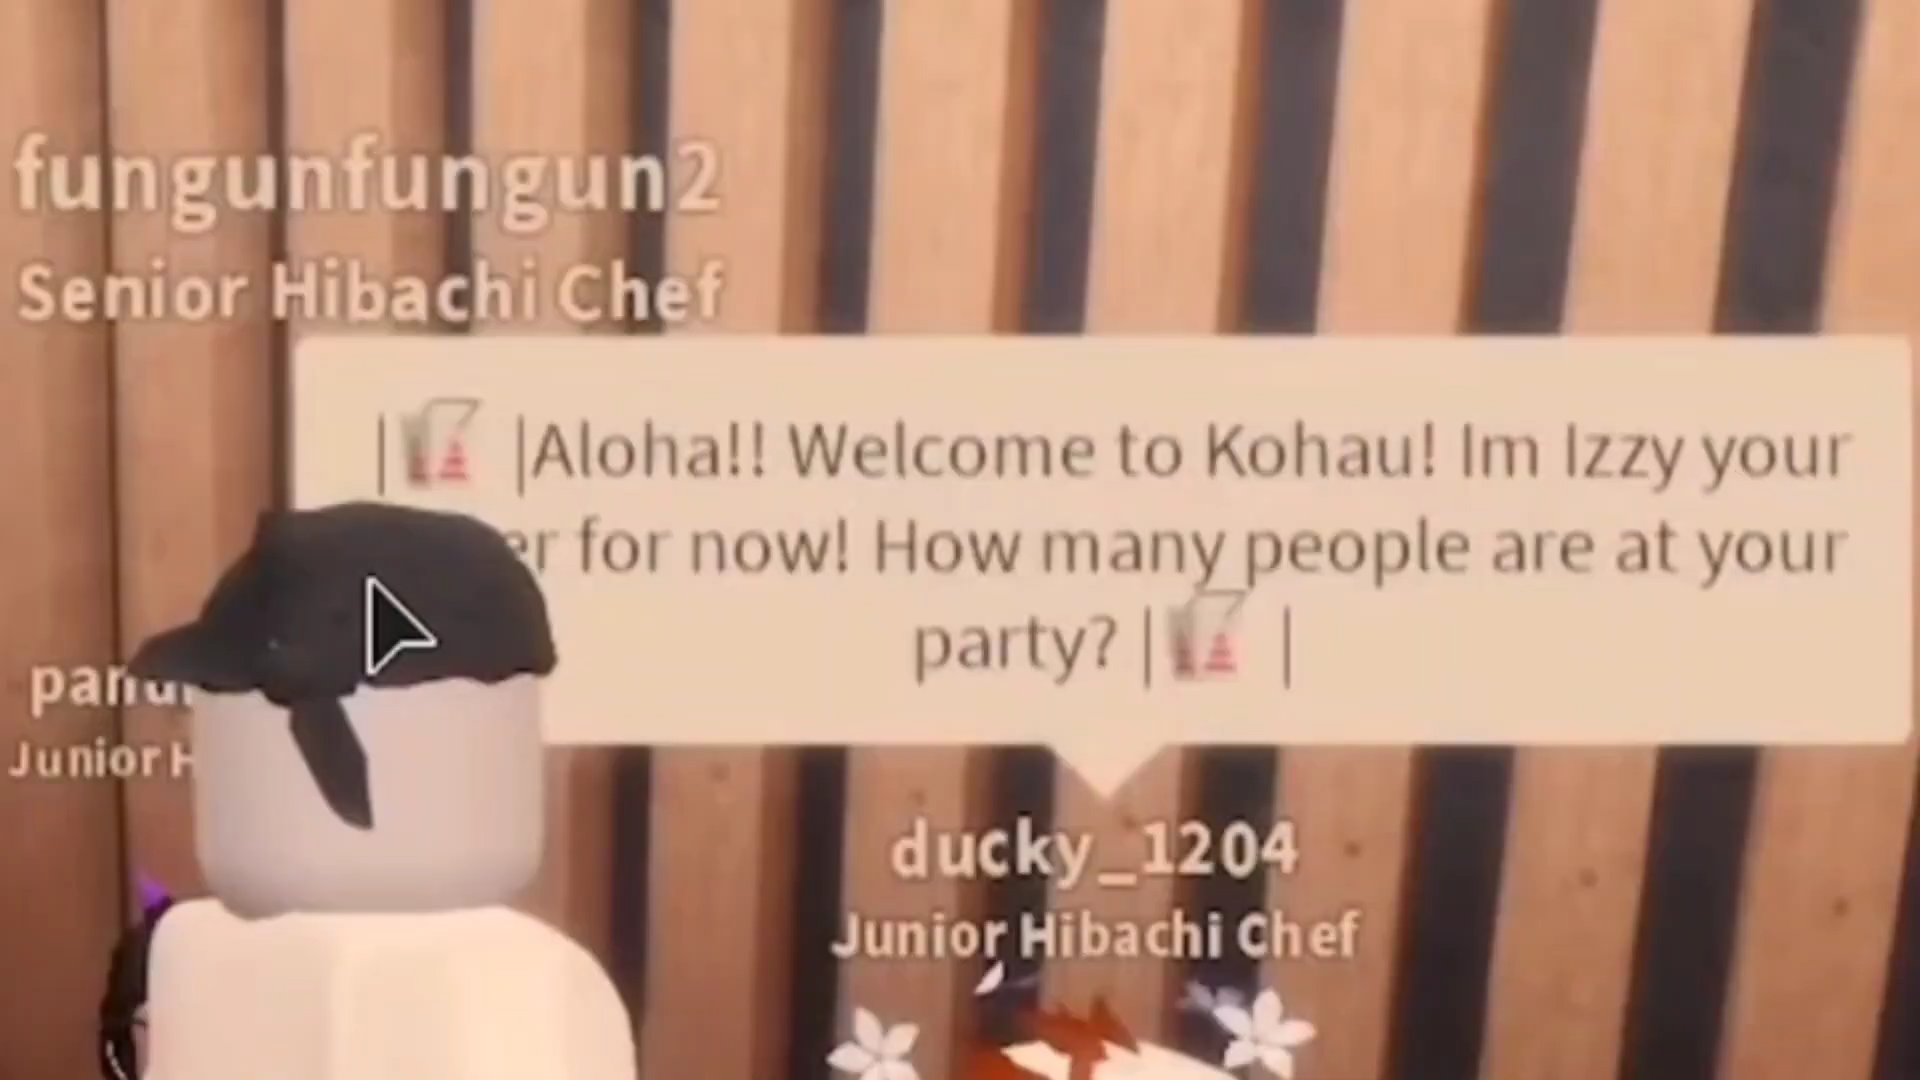 fungunfungun2
Senior Hibachi Chef
| |Aloha!! Welcome to Kohau! Im Izzy your
for now! How many people are at your
party? | |
Junior
ducky_1204
Junior Hibachi Chef